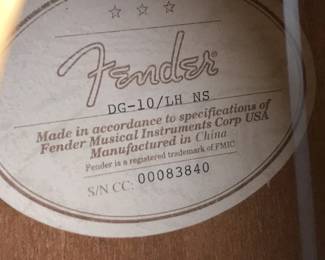 Fender
DG-10/LH NS
Made in accordance to specifications of
Fender Musical Instruments Corp USA
Manufactured in China
Fender is a registered trademark of FMIC
S/N CC: 00083840